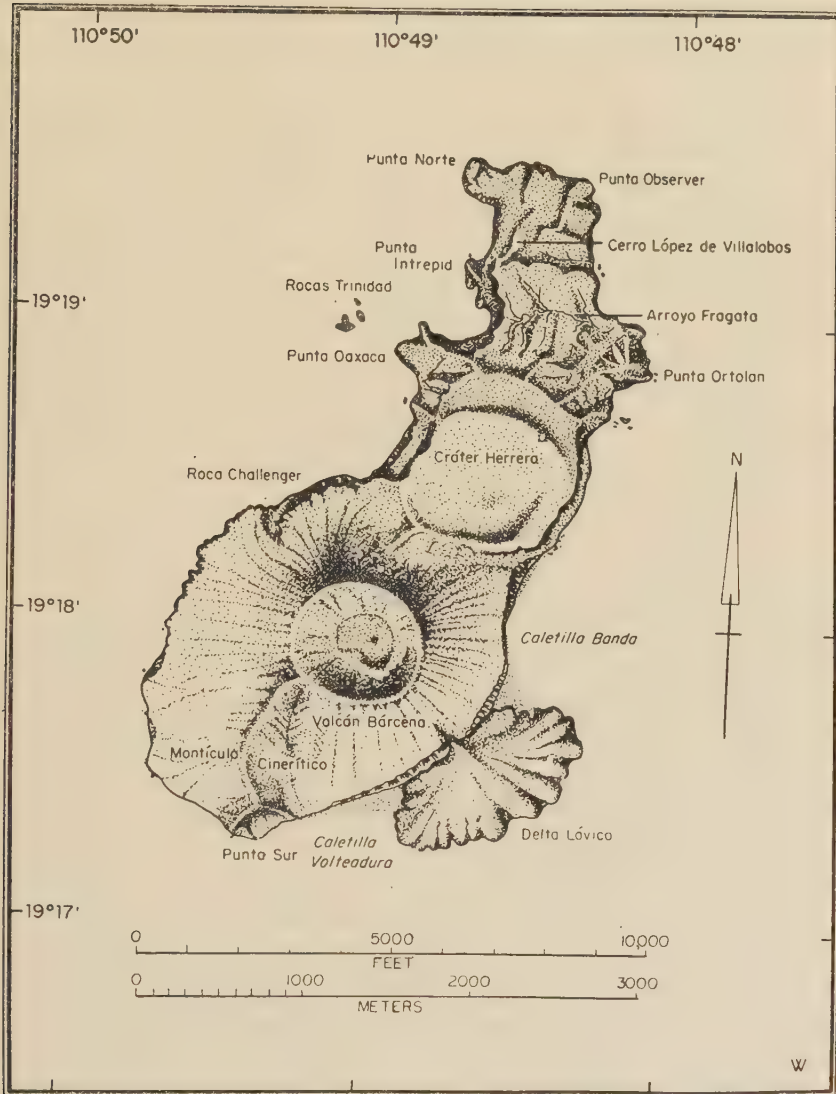 110°50'
110°49'
110°48'
Punta Norte
Punta Observer
Punta
Intrepid
Cerro López de Villalobos
Rocas Trinidad
19°19'
Arroyo Fragata
Punta Oaxaca
Punta Ortolan
Cráter Herrera
Roca Challenger
N
19°18'
Caletilla Banda
Volcán Bárcena
Montículo
Cinerítico
Punta Sur
Caletilla
Volteadura
Delta Lávico
19°17'
0 5000 10,000
FEET
0 1000 2000 3000
METERS
W